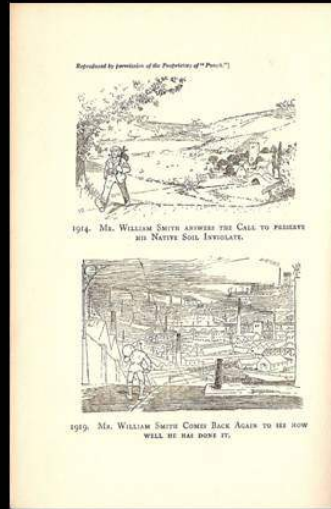 Reproduced by permission of the Proprietors of "Punch."]
1914. Mr. William Smith answers the Call to preserve
his Native Soil Inviolate.
1919. Mr. William Smith Comes Back Again to see how
well he has done it.